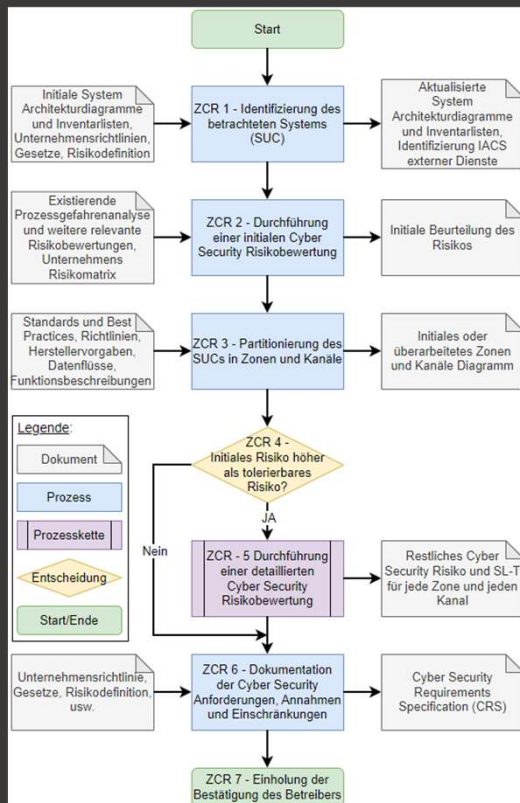 Start
Initiale System
Architekturdiagramme
und Inventarlisten,
Unternehmensrichtlinien,
Gesetze, Risikodefinition
ZCR 1 - Identifizierung des
betrachteten Systems
(SUC)
Aktualisierte
System
Architekturdiagramme
und Inventarlisten,
Identifizierung IACS
externer Dienste
Existierende
Prozessgefahrenanalyse
und weitere relevante
Risikobewertungen,
Unternehmens
Risikomatrix
ZCR 2 - Durchführung
einer initialen Cyber
Security Risikobewertung
Initiale Beurteilung des
Risikos
Standards und Best
Practices, Richtlinien,
Herstellervorgaben,
Datenflüsse,
Funktionsbeschreibungen
ZCR 3 - Partitionierung des
SUCs in Zonen und Kanäle
Initiales oder
überarbeitetes Zonen
und Kanäle Diagramm
Legende:
Dokument
Prozess
Prozesskette
Entscheidung
Start/Ende
ZCR 4 -
Initiales Risiko höher
als tolerierbares
Risiko?
JA
Nein
ZCR - 5 Durchführung
einer detaillierten
Cyber Security
Risikobewertung
Restliches Cyber
Security Risiko und SL-T
für jede Zone und jeden
Kanal
Unternehmensrichtlinie,
Gesetze, Risikodefinition,
usw.
ZCR 6 - Dokumentation
der Cyber Security
Anforderungen, Annahmen
und Einschränkungen
Cyber Security
Requirements
Specification (CRS)
ZCR 7 - Einholung der
Bestätigung des Betreibers